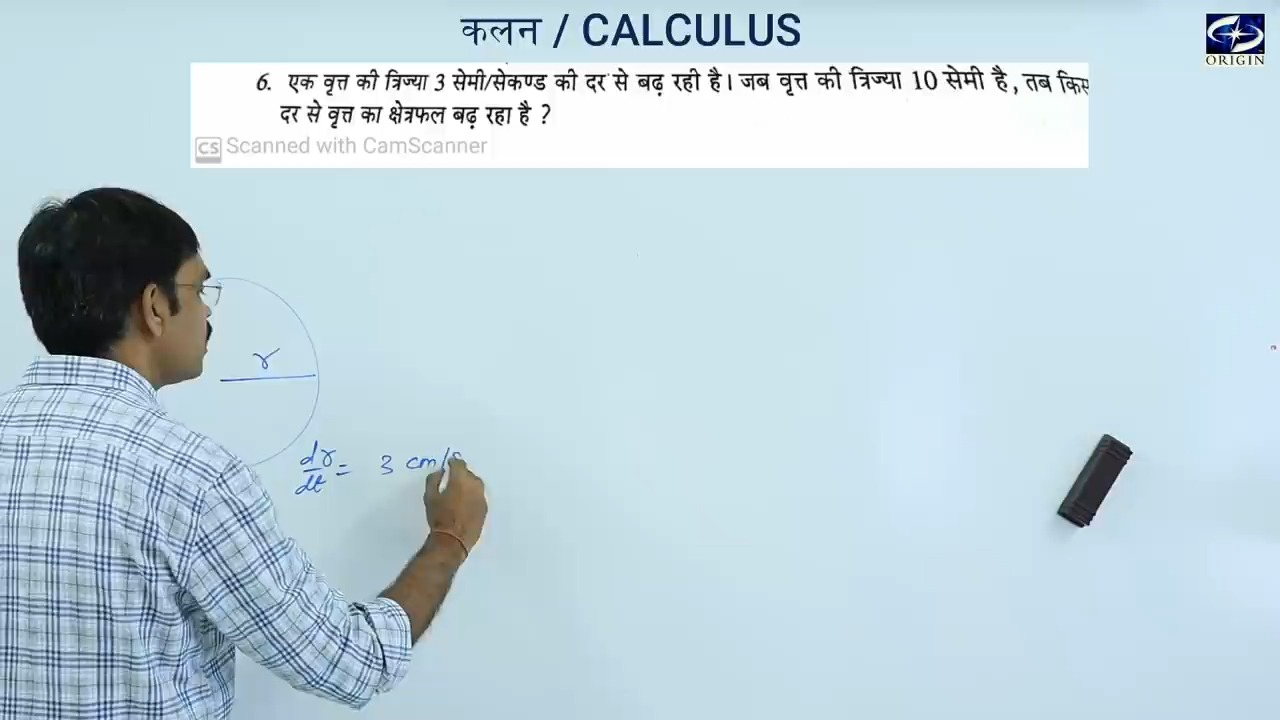 कलन / CALCULUS
ORIGIN
6. एक वृत्त की त्रिज्या 3 सेमी/सेकण्ड की दर से बढ़ रही है। जब वृत्त की त्रिज्या 10 सेमी है, तब किस
दर से वृत्त का क्षेत्रफल बढ़ रहा है ?
CS Scanned with CamScanner
r
dr/dt = 3 cm/s